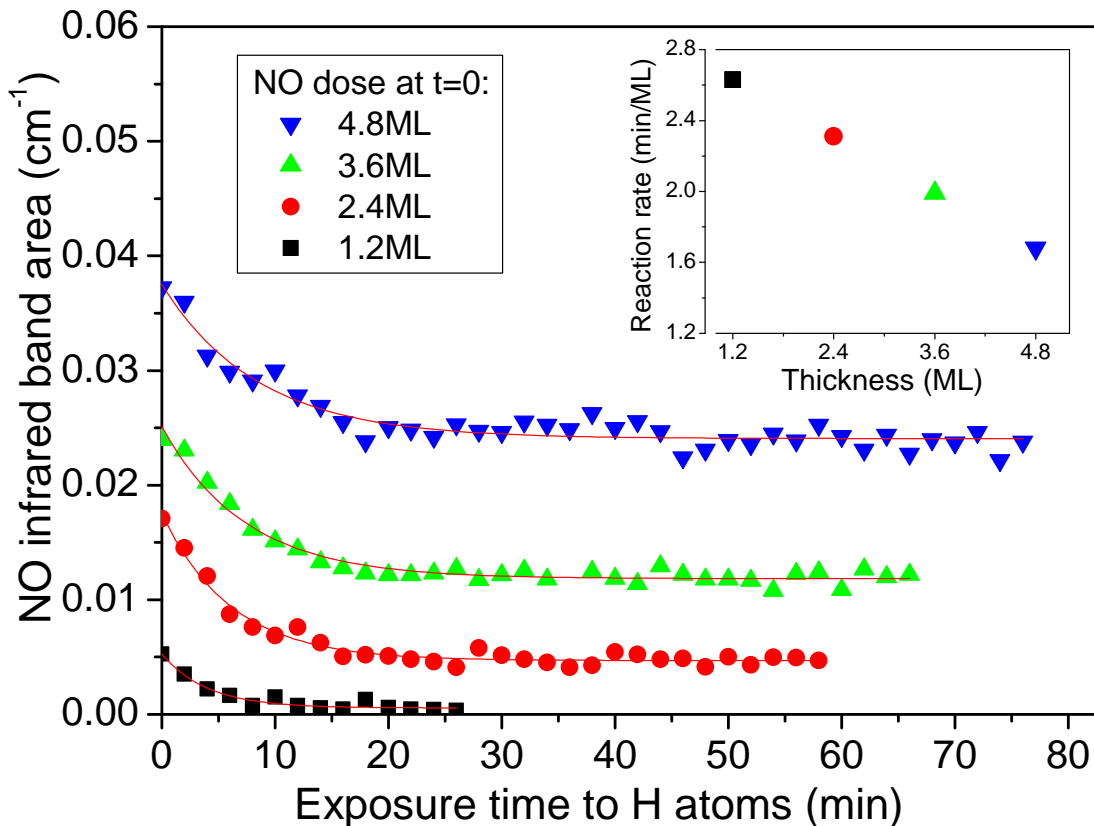 0.06
0.05
0.04
0.03
0.02
0.01
0.00
NO infrared band area (cm-1)
NO dose at t=0:
4.8ML
3.6ML
2.4ML
1.2ML
2.8
2.4
2.0
1.6
1.2
Reaction rate (min/ML)
1.2 2.4 3.6 4.8
Thickness (ML)
0 10 20 30 40 50 60 70 80
Exposure time to H atoms (min)